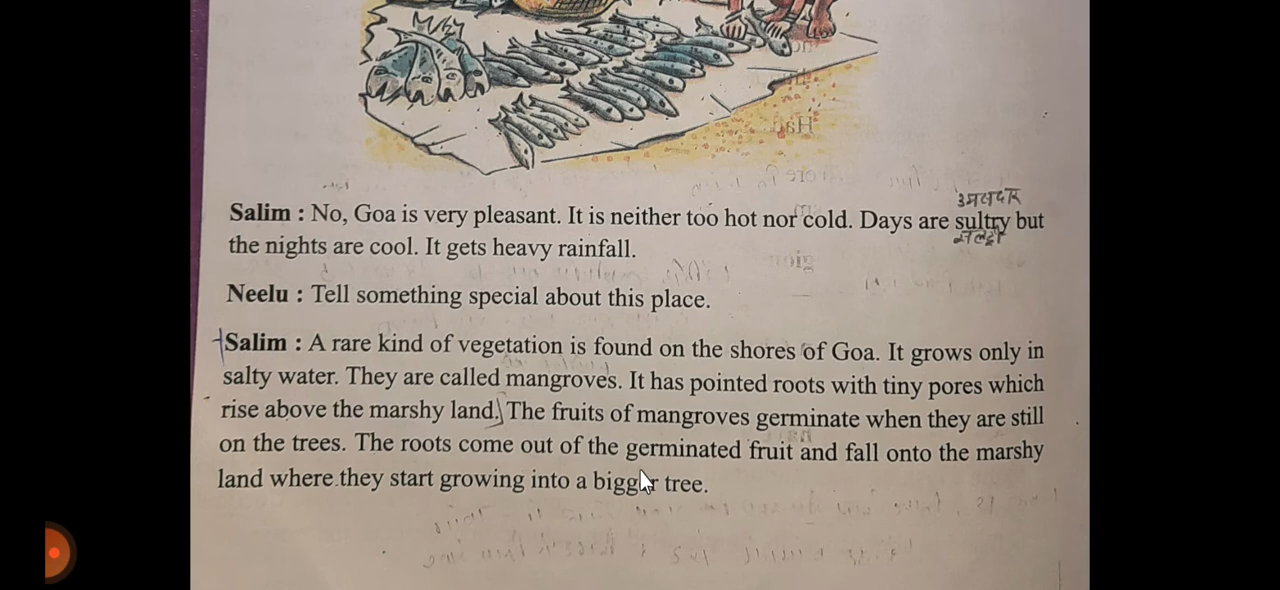 Salim : No, Goa is very pleasant. It is neither too hot nor cold. Days are sultry but
the nights are cool. It gets heavy rainfall.
Neelu : Tell something special about this place.
Salim : A rare kind of vegetation is found on the shores of Goa. It grows only in
salty water. They are called mangroves. It has pointed roots with tiny pores which
rise above the marshy land. The fruits of mangroves germinate when they are still
on the trees. The roots come out of the germinated fruit and fall onto the marshy
land where they start growing into a bigger tree.